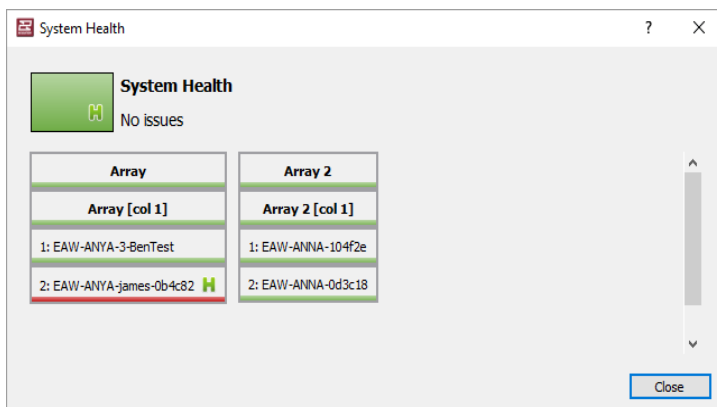 System Health
?
System Health
H
No issues
Array
Array 2
Array [col 1]
Array 2 [col 1]
1: EAW-ANYA-3-BenTest
1: EAW-ANNA-104f2e
2: EAW-ANYA-james-0b4c82 H
2: EAW-ANNA-0d3c18
Close